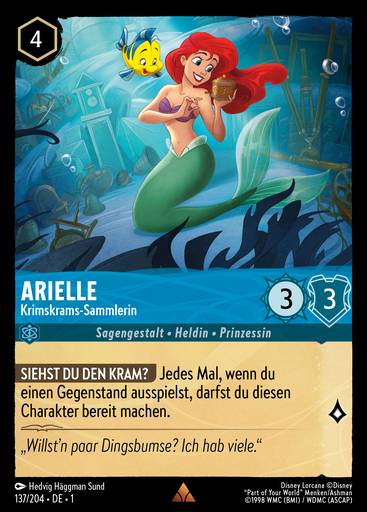 4
ARIELLE
Krimskrams-Sammlerin
3
3
Sagengestalt • Heldin • Prinzessin
SIEHST DU DEN KRAM? Jedes Mal, wenn du
einen Gegenstand ausspielst, darfst du diesen
Charakter bereit machen.
„Willst’n paar Dingsbumse? Ich hab viele.“
Hedvig Häggman Sund
137/204 • DE • 1
Disney Lorcana ©Disney
"Part of Your World" Menken/Ashman
©1998 WMC (BMI) / WDMC (ASCAP)